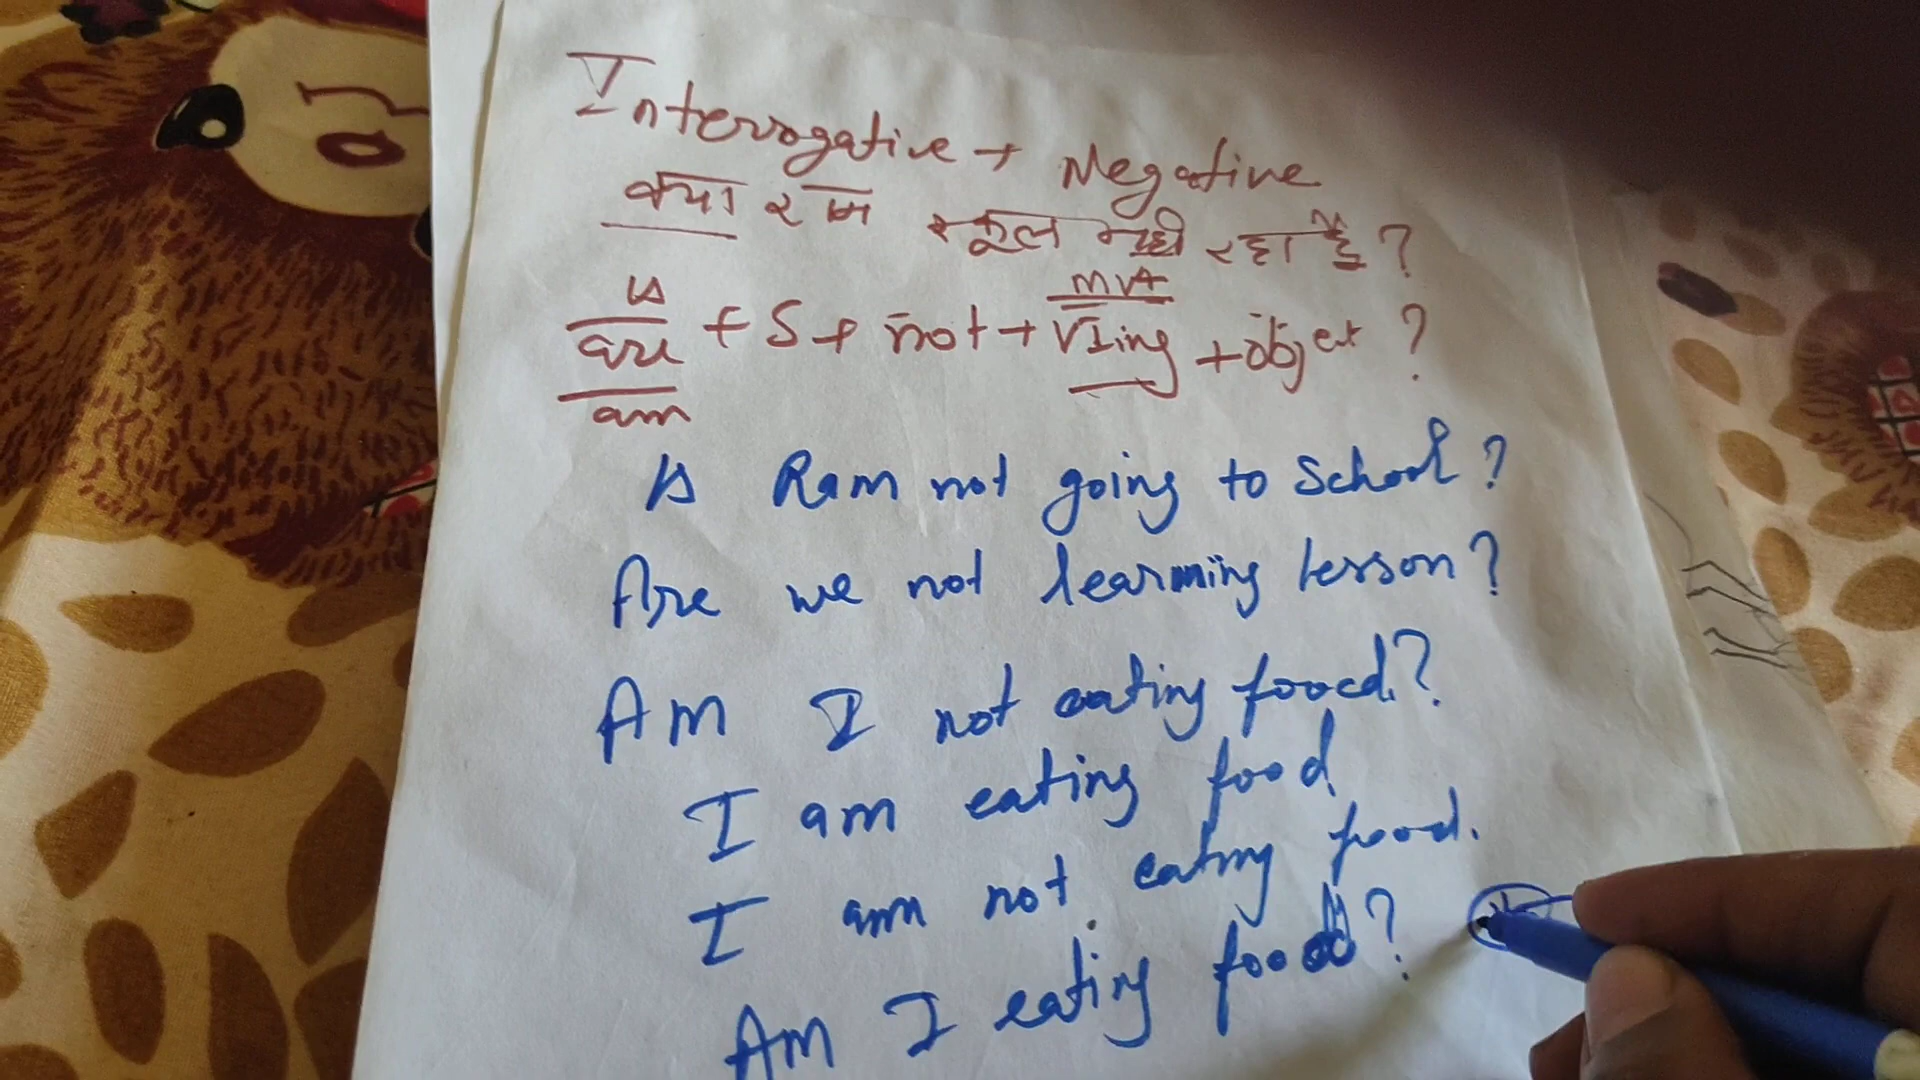 Interrogative + Negative
क्या राम स्कूल नही रहा है ?
is
are + S + not + V1ing + object ?
MVA
am
Is Ram not going to School ?
Are we not learning lesson ?
Am I not eating food ?
I am eating food.
I am not eating food.
Am I eating food ?